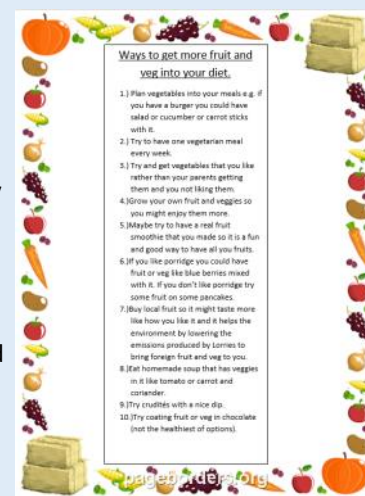 Ways to get more fruit and
veg into your diet.
1.) Plan vegetables into your meals e.g. if
you have a burger you could have
salad or cucumber or carrot sticks
with it.
2.) Try to have one vegetarian meal
every week.
3.) Try and get vegetables that you like
rather than your parents getting
them and you not liking them.
4.)Grow your own fruit and veggies so
you might enjoy them more.
5.)Maybe try to have a real fruit
smoothie that you made so it is a fun
and good way to have all you fruits.
6.)If you like porridge you could have
fruit or veg like blue berries mixed
with it. If you don't like porridge try
some fruit on some pancakes.
7.)Buy local fruit so it might taste more
like how you like it and it helps the
environment by lowering the
emissions produced by Lorries to
bring foreign fruit and veg to you.
8.)Eat homemade soup that has veggies
in it like tomato or carrot and
coriander.
9.)Try crudités with a nice dip.
10.)Try coating fruit or veg in chocolate
(not the healthiest of options).
pageborders.org